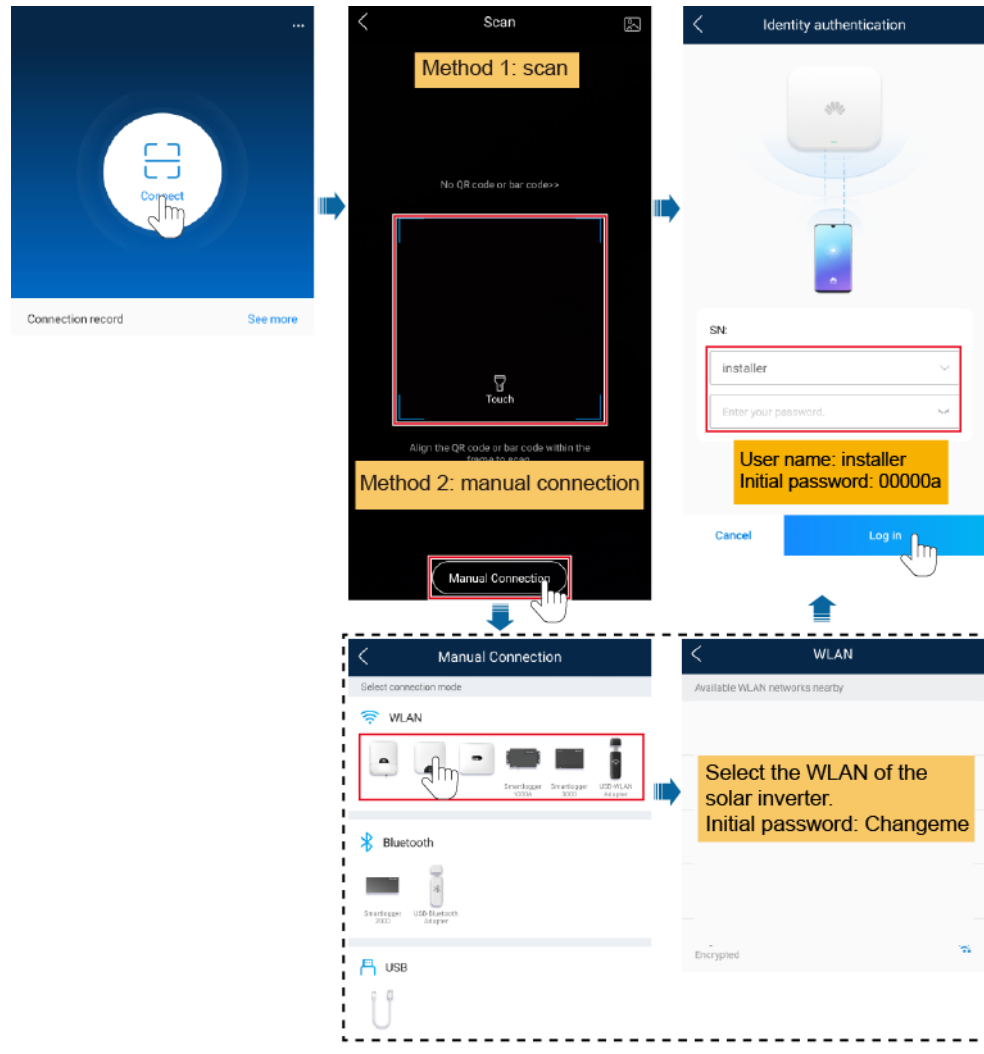 ...
Connect
Connection record
See more
Scan
Method 1: scan
No QR code or bar code>>
Touch
Align the QR code or bar code within the
frame to scan
Method 2: manual connection
Manual Connection
Identity authentication
SN:
installer
Enter your password.
User name: installer
Initial password: 00000a
Cancel
Log in
Manual Connection
Select connection mode
WLAN
Smartlogger
Smartlogger
USB-WLAN
1000A
3000
Adapter
Bluetooth
Smartlogger
USB-Bluetooth
Adapter
USB
WLAN
Available WLAN networks nearby
Select the WLAN of the
solar inverter.
Initial password: Changeme
Encrypted